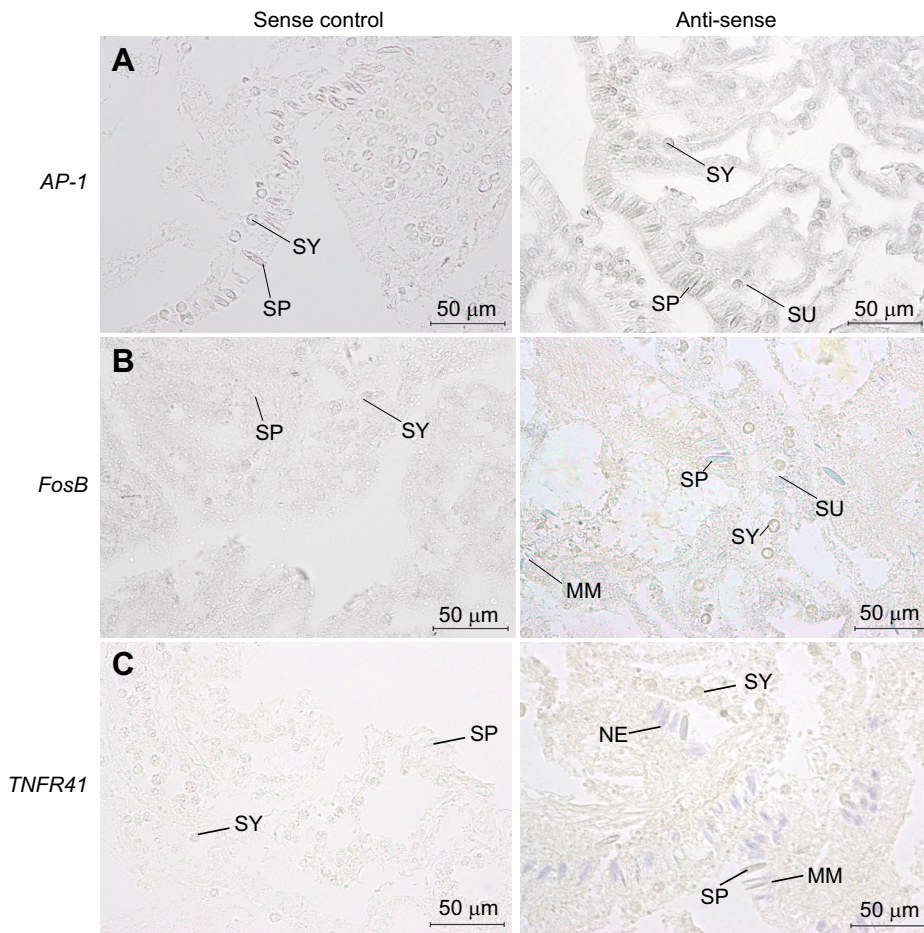 Sense control
Anti-sense
A
AP-1
SY
SP
50 μm
SY
SP
SU
50 μm
B
FosB
SP
SY
50 μm
SP
SU
SY
MM
50 μm
C
TNFR41
SP
SY
50 μm
SY
NE
SP
MM
50 μm